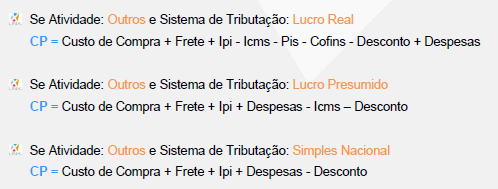 Se Atividade: Outros e Sistema de Tributação: Lucro Real
CP = Custo de Compra + Frete + Ipi - Icms - Pis - Cofins - Desconto + Despesas
Se Atividade: Outros e Sistema de Tributação: Lucro Presumido
CP = Custo de Compra + Frete + Ipi + Despesas - Icms – Desconto
Se Atividade: Outros e Sistema de Tributação: Simples Nacional
CP = Custo de Compra + Frete + Ipi + Despesas - Desconto